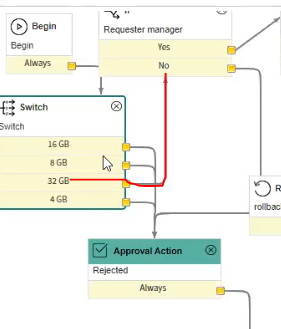 Begin
Begin
Always
Requester manager
Yes
No
Switch
Switch
16 GB
8 GB
32 GB
4 GB
rollbac
Approval Action
Rejected
Always